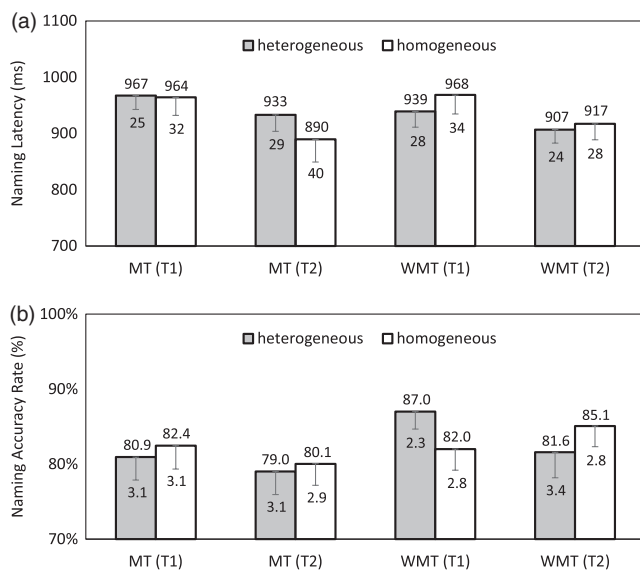 (a)
1100
heterogeneous homogeneous
1000
967 964 933 890 939 968 907 917
900
25 32 29 40 28 34 24 28
800
700
Naming Latency (ms)
MT (T1) MT (T2) WMT (T1) WMT (T2)
(b)
100%
heterogeneous homogeneous
90%
80.9 82.4 79.0 80.1 87.0 82.0 81.6 85.1
80%
3.1 3.1 3.1 2.9 2.3 2.8 3.4 2.8
70%
Naming Accuracy Rate (%)
MT (T1) MT (T2) WMT (T1) WMT (T2)